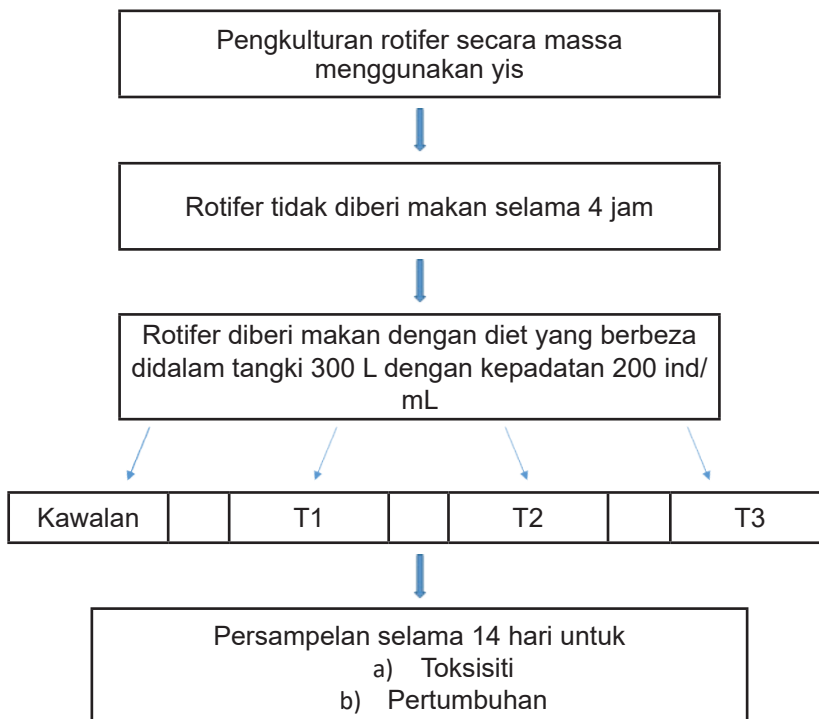 Pengkulturan rotifer secara massa
menggunakan yis
Rotifer tidak diberi makan selama 4 jam
Rotifer diberi makan dengan diet yang berbeza
didalam tangki 300 L dengan kepadatan 200 ind/
mL
Kawalan T1 T2 T3
Persampelan selama 14 hari untuk
a) Toksisiti
b) Pertumbuhan